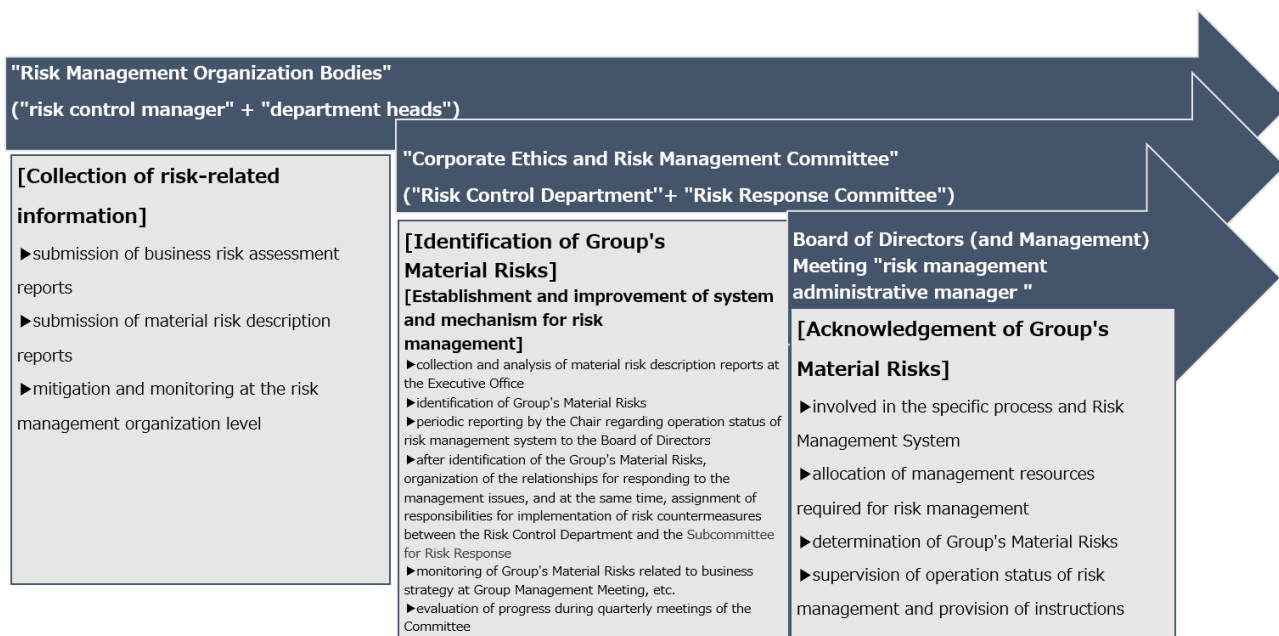 "Risk Management Organization Bodies"
("risk control manager" + "department heads")
[Collection of risk-related
information]
▶submission of business risk assessment
reports
▶submission of material risk description
reports
▶mitigation and monitoring at the risk
management organization level
"Corporate Ethics and Risk Management Committee"
("Risk Control Department''+ "Risk Response Committee")
[Identification of Group's
Material Risks]
[Establishment and improvement of system
and mechanism for risk
management]
▶collection and analysis of material risk description reports at
the Executive Office
▶identification of Group's Material Risks
▶periodic reporting by the Chair regarding operation status of
risk management system to the Board of Directors
▶after identification of the Group's Material Risks,
organization of the relationships for responding to the
management issues, and at the same time, assignment of
responsibilities for implementation of risk countermeasures
between the Risk Control Department and the Subcommittee
for Risk Response
▶monitoring of Group's Material Risks related to business
strategy at Group Management Meeting, etc.
▶evaluation of progress during quarterly meetings of the
Committee
Board of Directors (and Management)
Meeting "risk management
administrative manager "
[Acknowledgement of Group's
Material Risks]
▶involved in the specific process and Risk
Management System
▶allocation of management resources
required for risk management
▶determination of Group's Material Risks
▶supervision of operation status of risk
management and provision of instructions